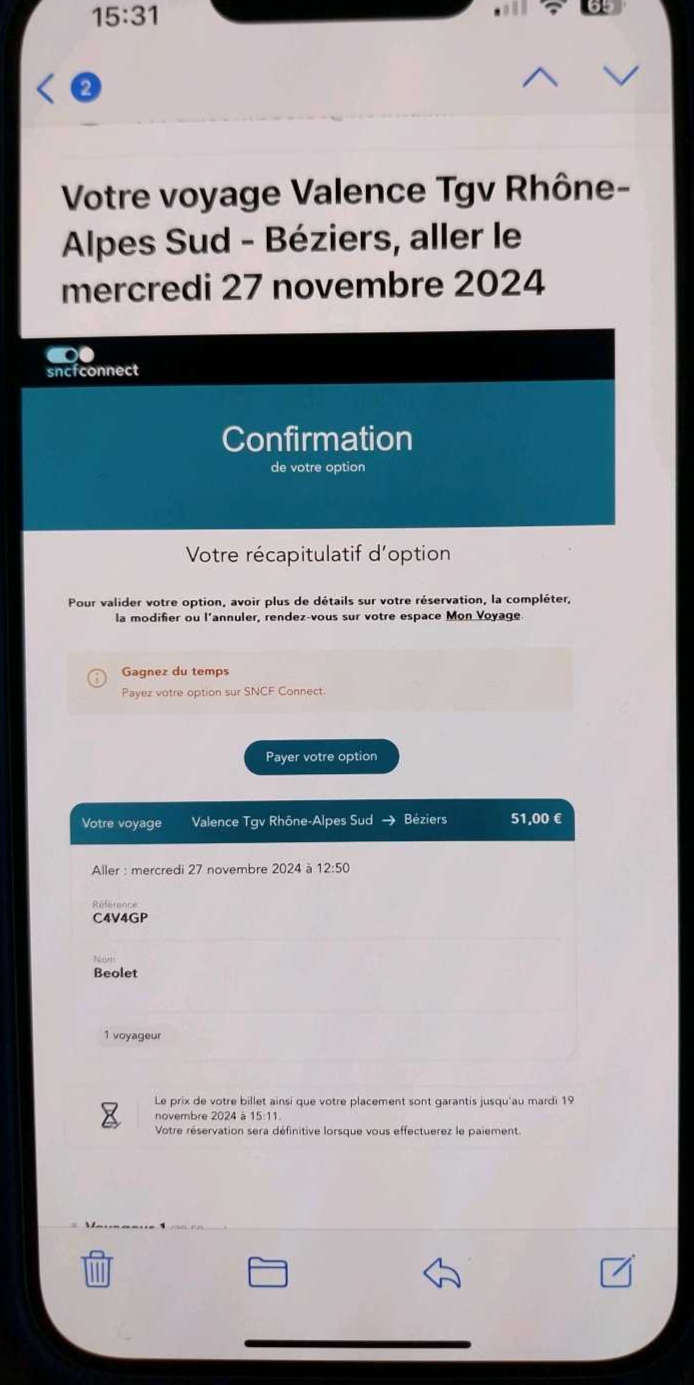 15:31
65
2
Votre voyage Valence Tgv Rhône-
Alpes Sud - Béziers, aller le
mercredi 27 novembre 2024
sncfconnect
Confirmation
de votre option
Votre récapitulatif d'option
Pour valider votre option, avoir plus de détails sur votre réservation, la compléter,
la modifier ou l'annuler, rendez-vous sur votre espace Mon Voyage.
Gagnez du temps
Payez votre option sur SNCF Connect.
Payer votre option
Votre voyage Valence Tgv Rhône-Alpes Sud → Béziers 51,00 €
Aller : mercredi 27 novembre 2024 à 12:50
Référence
C4V4GP
Nom
Beolet
1 voyageur
Le prix de votre billet ainsi que votre placement sont garantis jusqu'au mardi 19
novembre 2024 à 15:11.
Votre réservation sera définitive lorsque vous effectuerez le paiement.